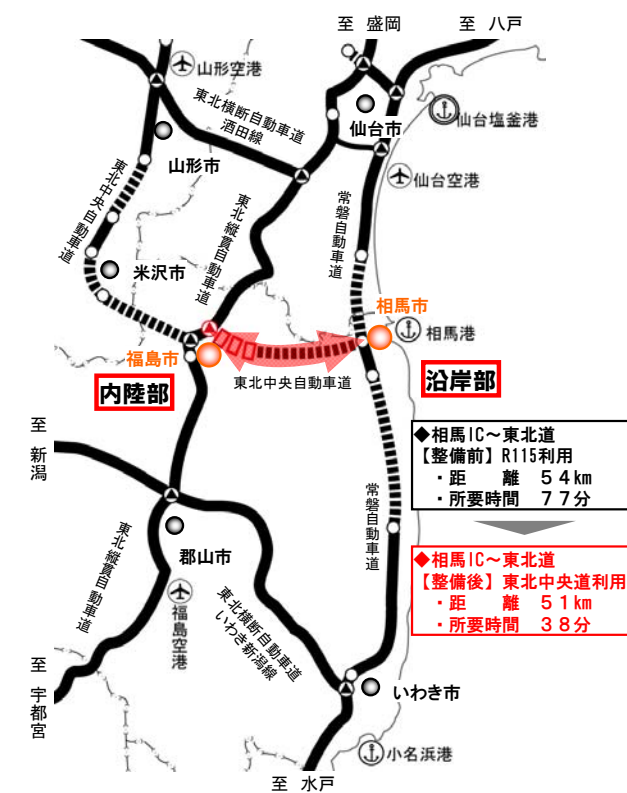 至 盛岡
至 八戸
山形空港
東北横断自動車道
酒田線
仙台市
仙台塩釜港
山形市
仙台空港
東北中央自動車道
東北縦貫自動車道
常磐自動車道
米沢市
相馬市
相馬港
福島市
東北中央自動車道
内陸部
沿岸部
至 新潟
◆相馬IC～東北道
【整備前】R115利用
・距 離 54km
・所要時間 77分
常磐自動車道
郡山市
東北縦貫自動車道
福島空港
東北横断自動車道
いわき新潟線
◆相馬IC～東北道
【整備後】東北中央道利用
・距 離 51km
・所要時間 38分
至 宇都宮
いわき市
小名浜港
至 水戸